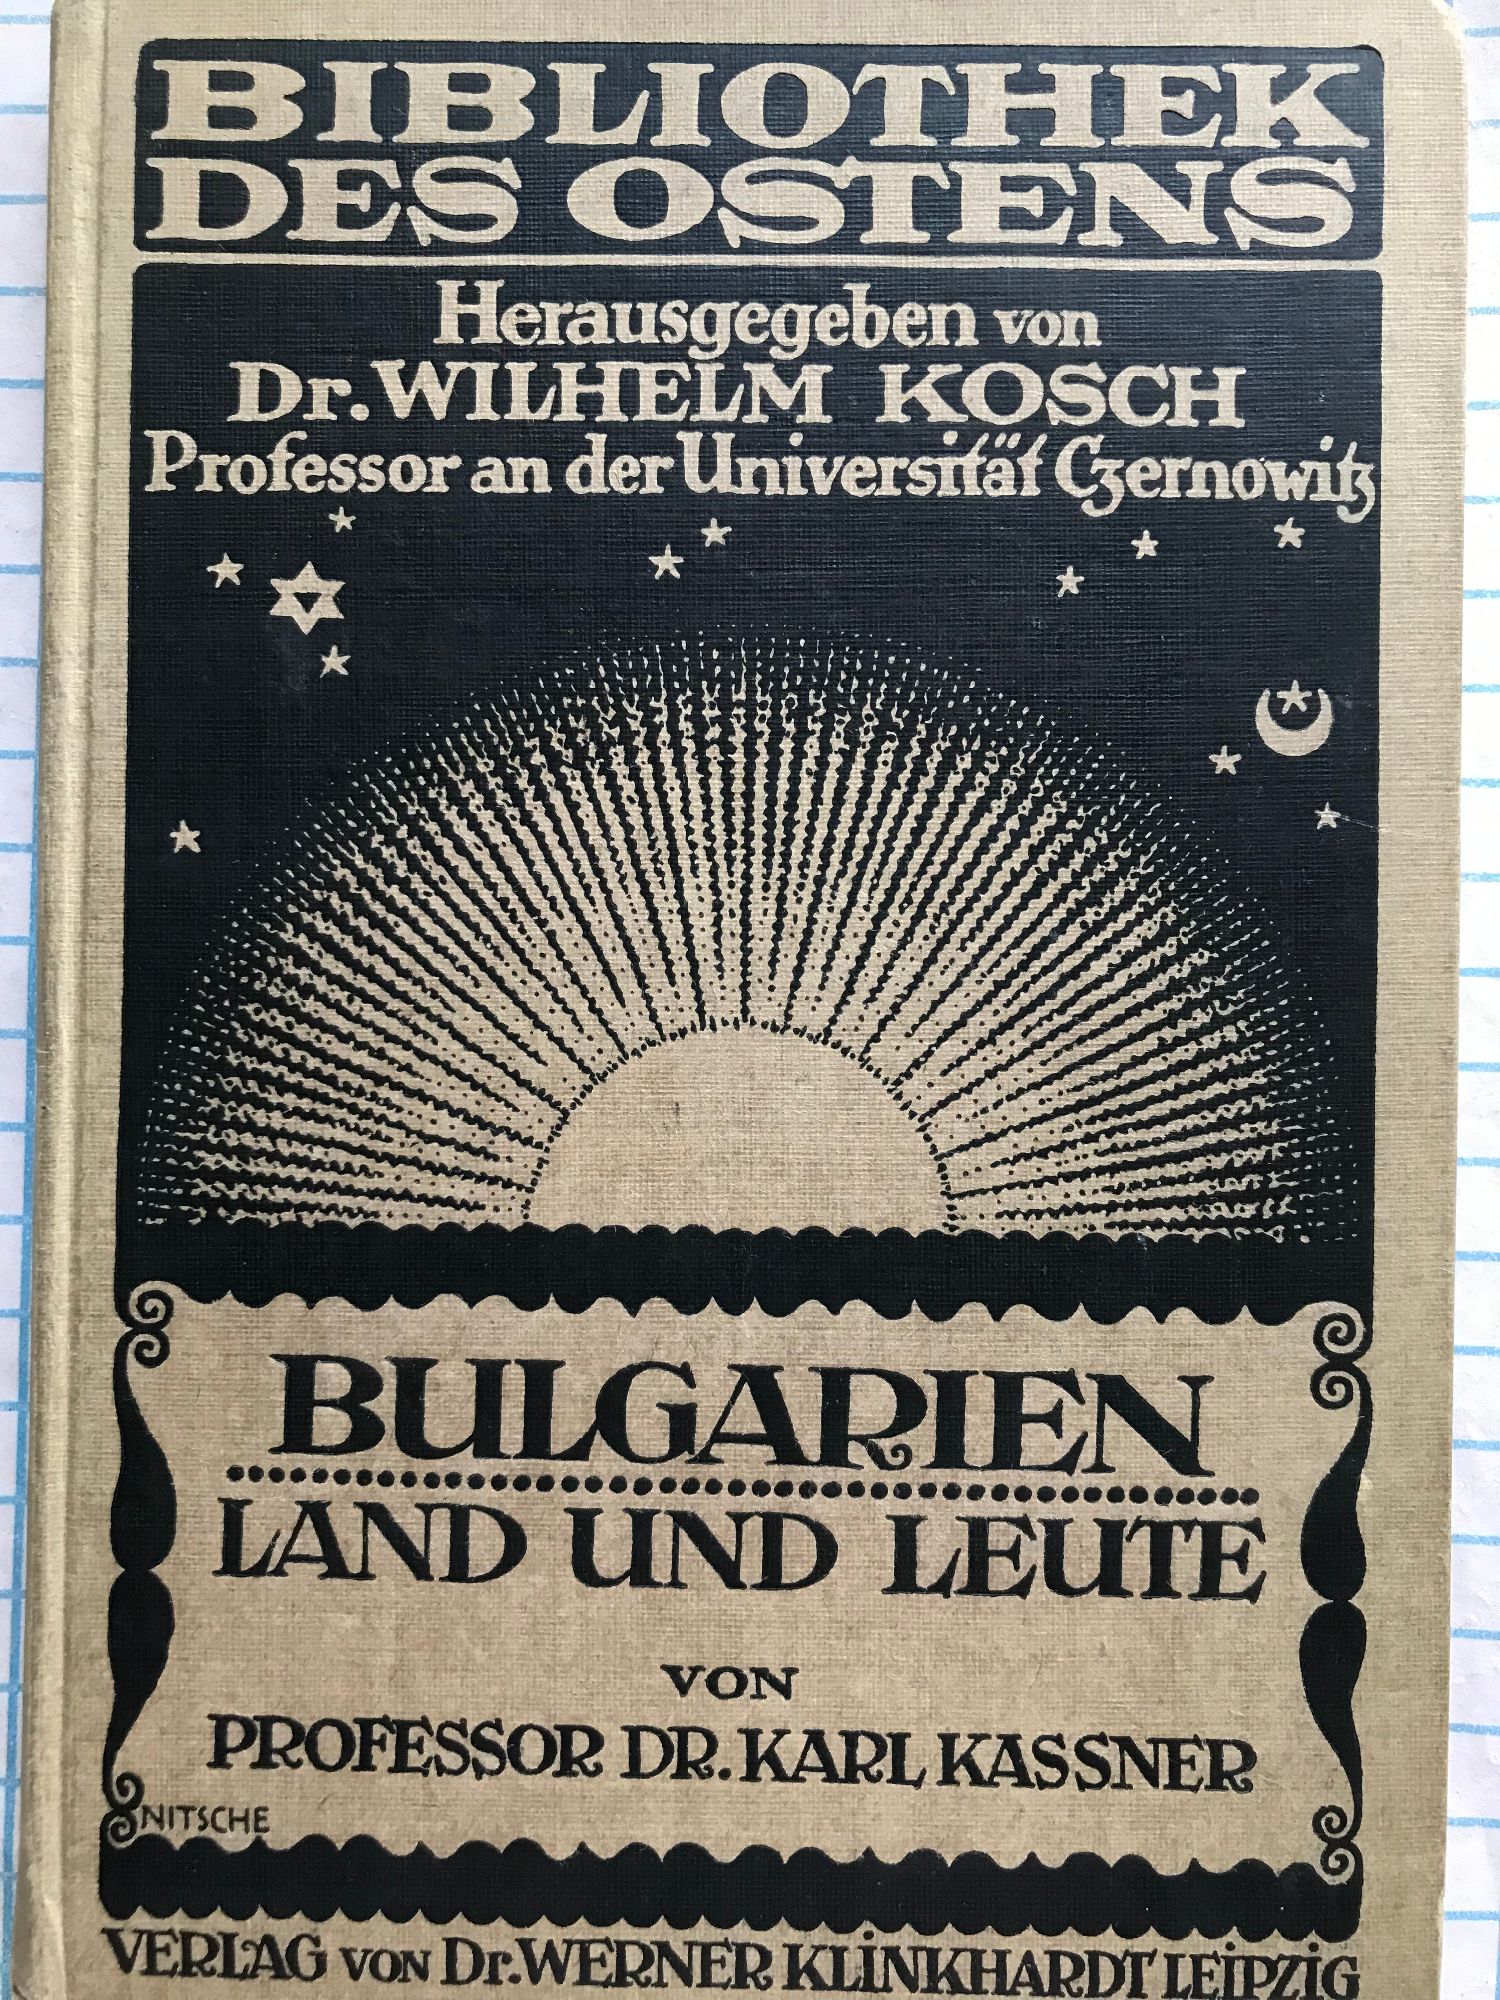 BIBLIOTHEK
DES OSTENS
Herausgegeben von
Dr. WILHELM KOSCH
Professor an der Universität Czernowitz
BULGARIEN
LAND UND LEUTE
VON
PROFESSOR DR. KARL KASSNER
NITSCHE
VERLAG VON Dr. WERNER KLINKHARDT LEIPZIG